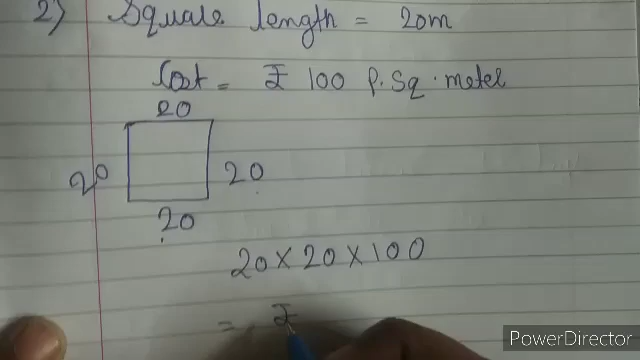 2) Square length = 20m
Cost = ₹ 100 P. Sq. meter
20
20
20
20
20 × 20 × 100
= ₹
PowerDirector